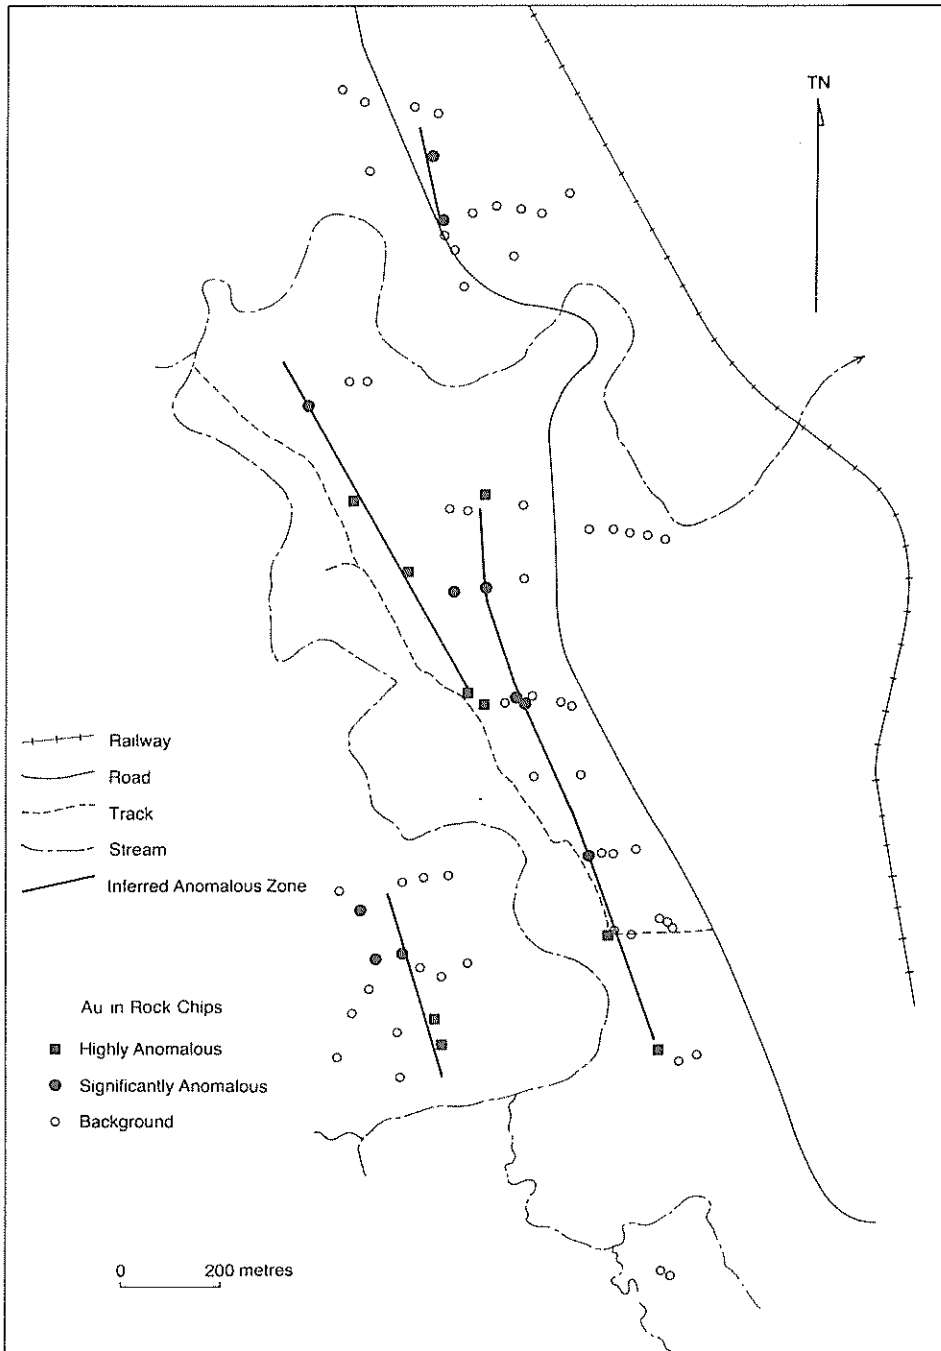 TN
Railway
Road
Track
Stream
Inferred Anomalous Zone
Au in Rock Chips
Highly Anomalous
Significantly Anomalous
Background
0 200 metres